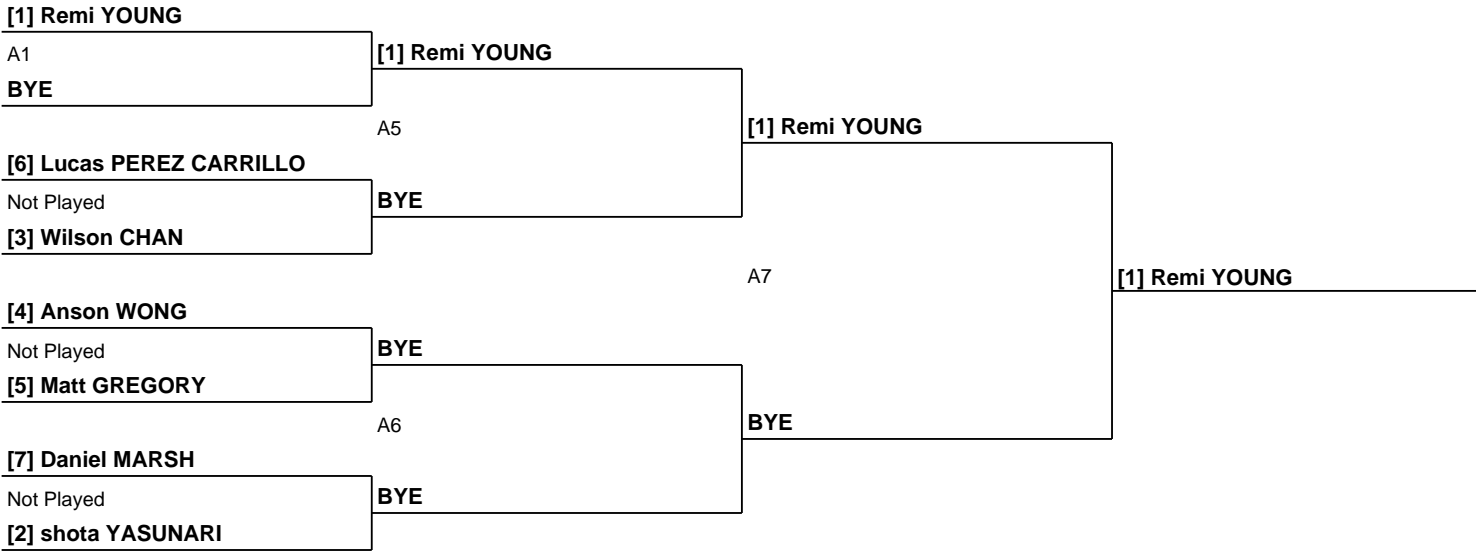 [1] Remi YOUNG
A1
[1] Remi YOUNG
BYE
A5
[1] Remi YOUNG
[6] Lucas PEREZ CARRILLO
Not Played
BYE
[3] Wilson CHAN
A7
[1] Remi YOUNG
[4] Anson WONG
Not Played
BYE
[5] Matt GREGORY
A6
BYE
[7] Daniel MARSH
Not Played
BYE
[2] shota YASUNARI